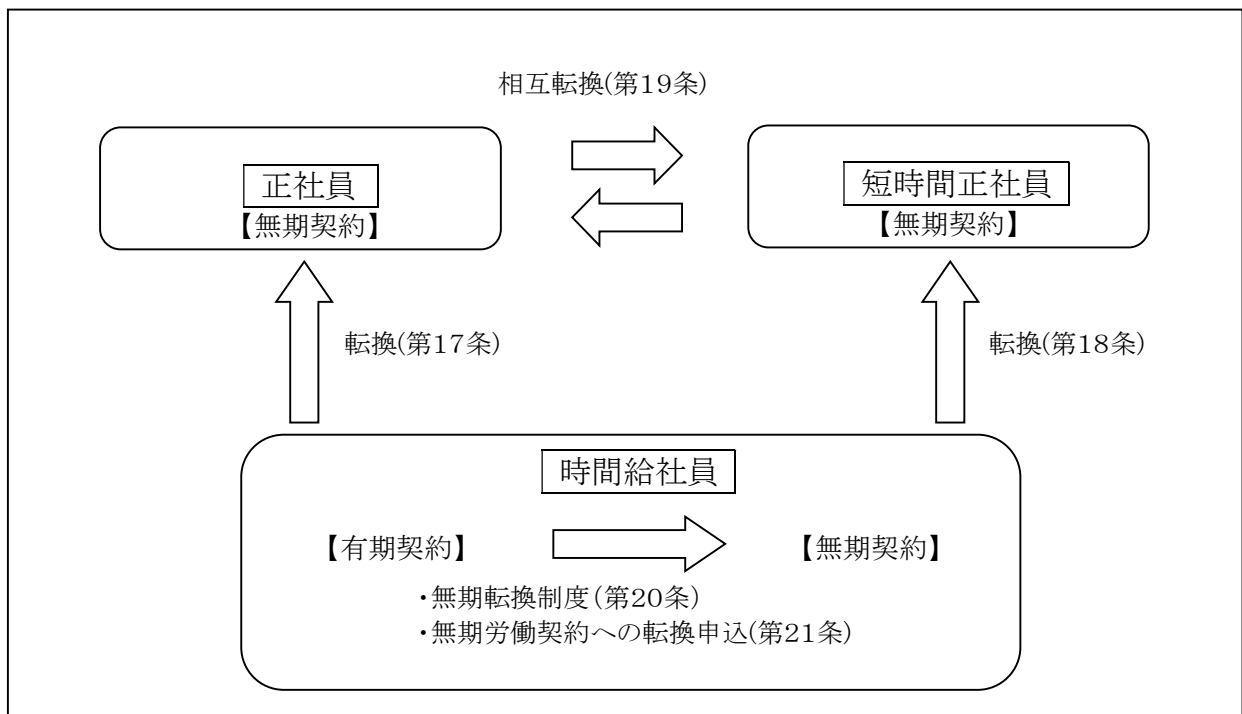 相互転換(第19条)
正社員
【無期契約】
短時間正社員
【無期契約】
転換(第17条)
転換(第18条)
時間給社員
【有期契約】
【無期契約】
・無期転換制度(第20条)
・無期労働契約への転換申込(第21条)